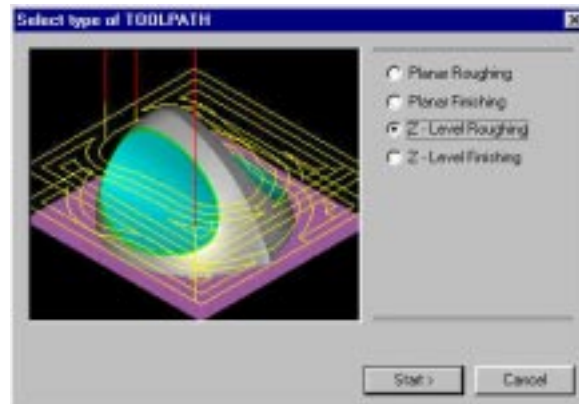 Select type of TOOLPATH
Planar Roughing
Planar Finishing
Z - Level Roughing
Z - Level Finishing
Start >
Cancel